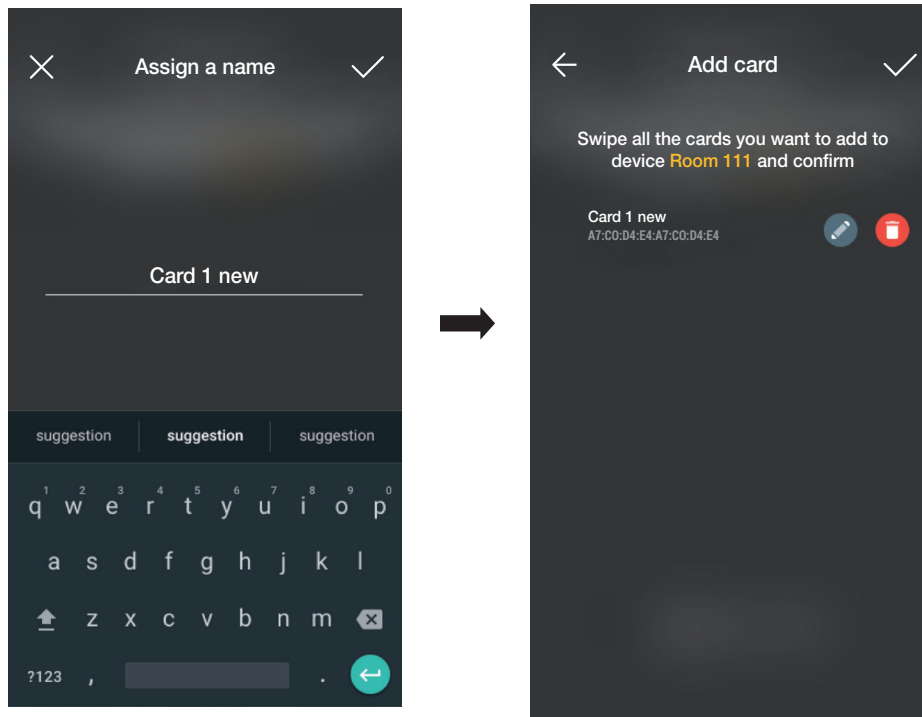 Assign a name
Card 1 new
suggestion suggestion suggestion
1 2 3 4 5 6 7 8 9 0
q w e r t y u i o p
a s d f g h j k l
z x c v b n m
?123 , .
Add card
Swipe all the cards you want to add to
device Room 111 and confirm
Card 1 new
A7:C0:D4:E4:A7:C0:D4:E4